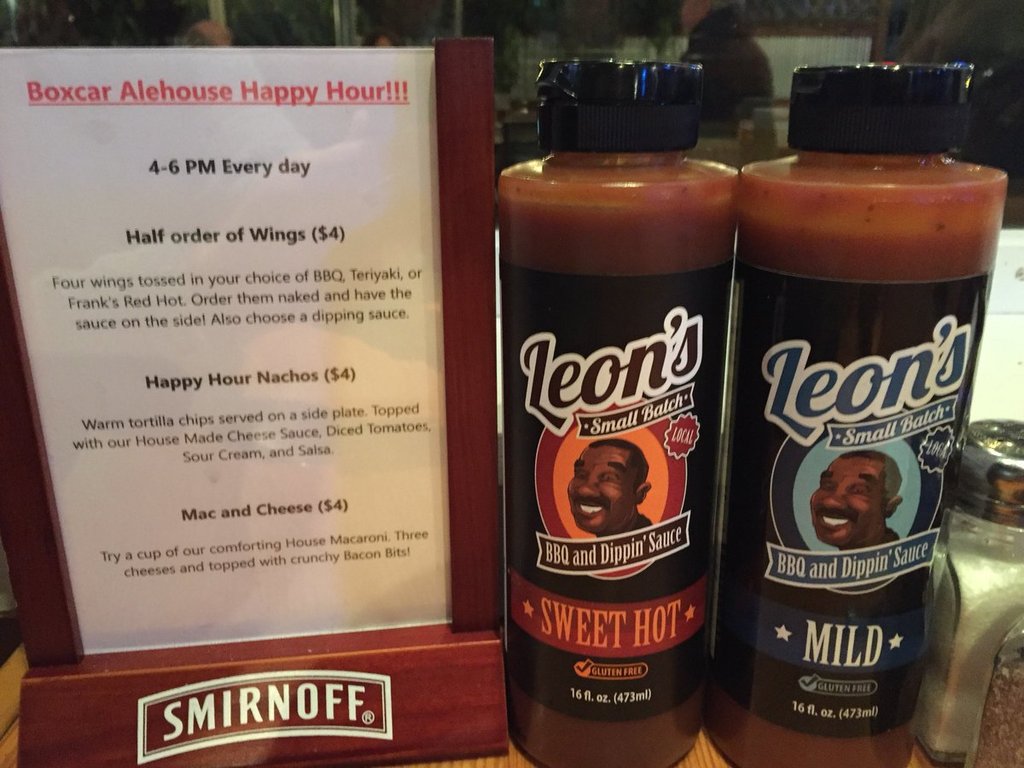 Boxcar Alehouse Happy Hour!!!
4-6 PM Every day
Half order of Wings ($4)
Four wings tossed in your choice of BBQ, Teriyaki, or
Frank's Red Hot. Order them naked and have the
sauce on the side! Also choose a dipping sauce.
Happy Hour Nachos ($4)
Warm tortilla chips served on a side plate. Topped
with our House Made Cheese Sauce, Diced Tomatoes,
Sour Cream, and Salsa.
Mac and Cheese ($4)
Try a cup of our comforting House Macaroni. Three
cheeses and topped with crunchy Bacon Bits!
SMIRNOFF®
Leon's
Small Batch
LOCAL
BBQ and Dippin' Sauce
SWEET HOT
GLUTEN FREE
16 fl. oz. (473ml)
Leon's
Small Batch
LOCAL
BBQ and Dippin' Sauce
MILD
GLUTEN FREE
16 fl. oz. (473ml)